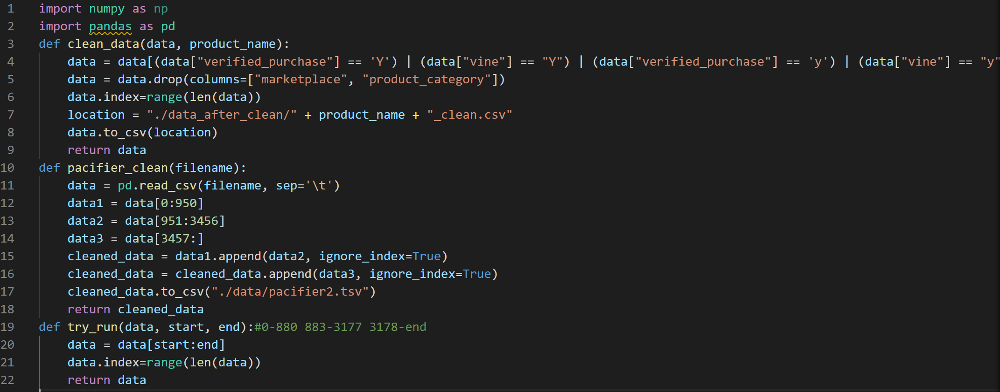 1 import numpy as np
2 import pandas as pd
3 def clean_data(data, product_name):
4     data = data[(data["verified_purchase"] == 'Y') | (data["vine"] == "Y") | (data["verified_purchase"] == 'y') | (data["vine"] == "y"
5     data = data.drop(columns=["marketplace", "product_category"])
6     data.index=range(len(data))
7     location = "./data_after_clean/" + product_name + "_clean.csv"
8     data.to_csv(location)
9     return data
10 def pacifier_clean(filename):
11     data = pd.read_csv(filename, sep='\t')
12     data1 = data[0:950]
13     data2 = data[951:3456]
14     data3 = data[3457:]
15     cleaned_data = data1.append(data2, ignore_index=True)
16     cleaned_data = cleaned_data.append(data3, ignore_index=True)
17     cleaned_data.to_csv("./data/pacifier2.tsv")
18     return cleaned_data
19 def try_run(data, start, end):#0-880 883-3177 3178-end
20     data = data[start:end]
21     data.index=range(len(data))
22     return data